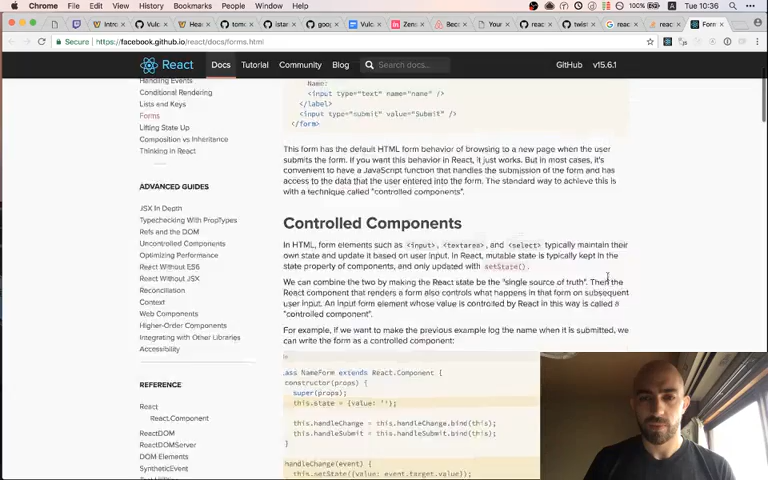 Chrome File Edit View History Bookmarks People Window Help
100% Tue 10:36
Intro
Vulc
Hea
tomo
istar
goog
Vulc
Zens
Beco
Your
reac
twist
reac
reac
Form
Secure https://facebook.github.io/react/docs/forms.html
React Docs Tutorial Community Blog Search docs... GitHub v15.6.1
Handling Events
Conditional Rendering
Lists and Keys
Forms
Lifting State Up
Composition vs Inheritance
Thinking In React
ADVANCED GUIDES
JSX In Depth
Typechecking With PropTypes
Refs and the DOM
Uncontrolled Components
Optimizing Performance
React Without ES6
React Without JSX
Reconciliation
Context
Web Components
Higher-Order Components
Integrating with Other Libraries
Accessibility
REFERENCE
React
React.Component
ReactDOM
ReactDOMServer
DOM Elements
SyntheticEvent
Name:
<input type="text" name="name" />
</label>
<input type="submit" value="Submit" />
</form>
This form has the default HTML form behavior of browsing to a new page when the user
submits the form. If you want this behavior in React, it just works. But in most cases, it's
convenient to have a JavaScript function that handles the submission of the form and has
access to the data that the user entered into the form. The standard way to achieve this is
with a technique called "controlled components".
Controlled Components
In HTML, form elements such as <input>, <textarea>, and <select> typically maintain their
own state and update it based on user input. In React, mutable state is typically kept in the
state property of components, and only updated with setState().
We can combine the two by making the React state be the "single source of truth". Then the
React component that renders a form also controls what happens in that form on subsequent
user input. An input form element whose value is controlled by React in this way is called a
"controlled component".
For example, if we want to make the previous example log the name when it is submitted, we
can write the form as a controlled component:
lass NameForm extends React.Component {
constructor(props) {
super(props);
this.state = {value: ''};
this.handleChange = this.handleChange.bind(this);
this.handleSubmit = this.handleSubmit.bind(this);
}
handleChange(event) {
this.setState({value: event.target.value});